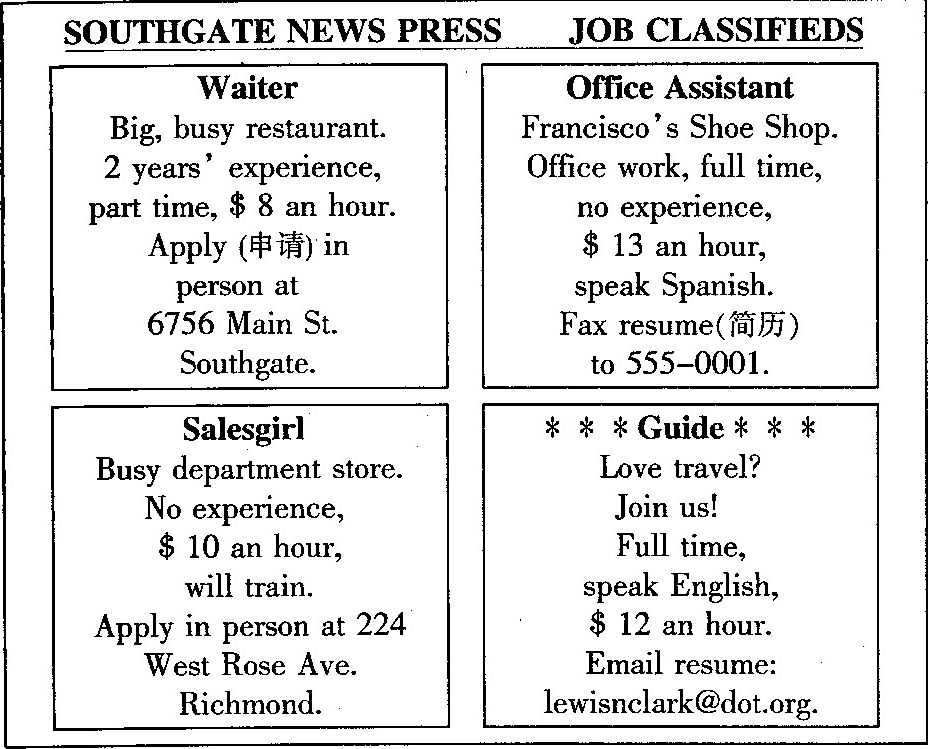 SOUTHGATE NEWS PRESS JOB CLASSIFIEDS
Waiter
Big, busy restaurant.
2 years' experience,
part time, $ 8 an hour.
Apply (申请) in
person at
6756 Main St.
Southgate.
Office Assistant
Francisco's Shoe Shop.
Office work, full time,
no experience,
$ 13 an hour,
speak Spanish.
Fax resume(简历)
to 555–0001.
Salesgirl
Busy department store.
No experience,
$ 10 an hour,
will train.
Apply in person at 224
West Rose Ave.
Richmond.
* * * Guide * * *
Love travel?
Join us!
Full time,
speak English,
$ 12 an hour.
Email resume:
lewisnclark@dot.org.